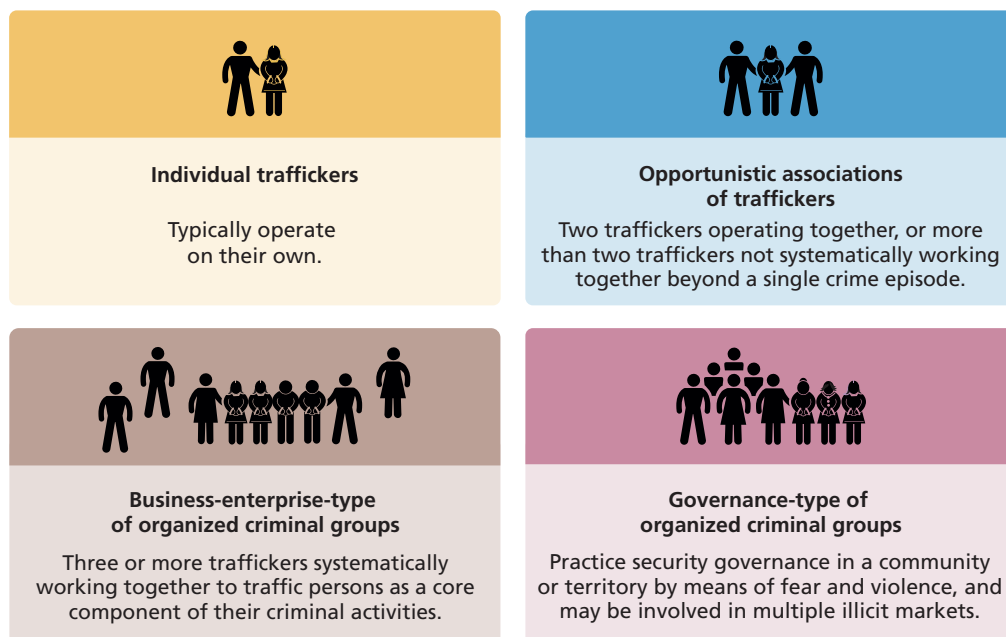 Individual traffickers
Typically operate
on their own.
Opportunistic associations
of traffickers
Two traffickers operating together, or more
than two traffickers not systematically working
together beyond a single crime episode.
Business-enterprise-type
of organized criminal groups
Three or more traffickers systematically
working together to traffic persons as a core
component of their criminal activities.
Governance-type of
organized criminal groups
Practice security governance in a community
or territory by means of fear and violence, and
may be involved in multiple illicit markets.